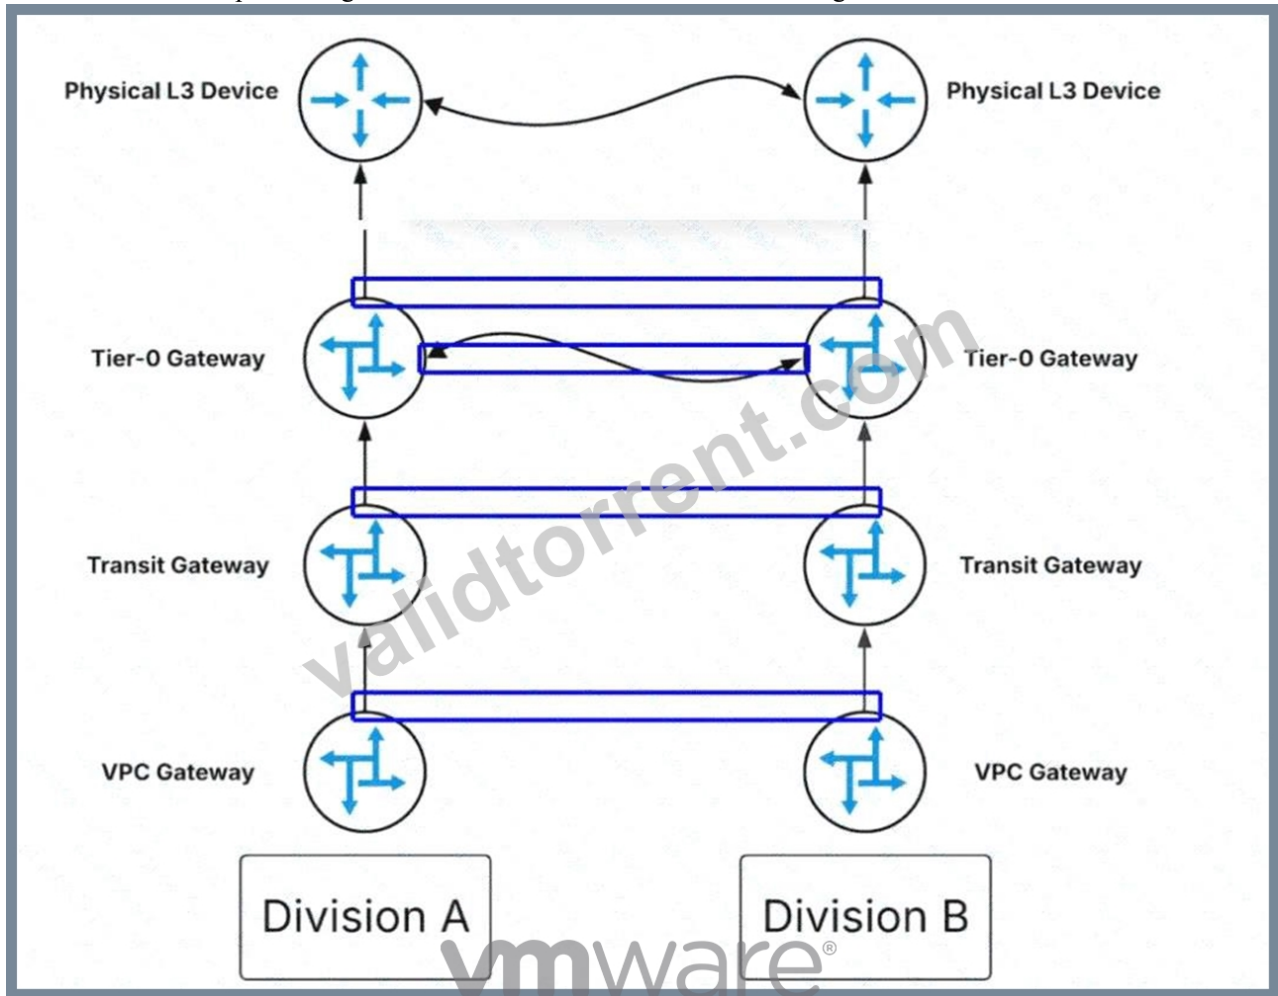 Physical L3 Device
Physical L3 Device
Tier-0 Gateway
Tier-0 Gateway
validtorrent.com
Transit Gateway
Transit Gateway
VPC Gateway
VPC Gateway
Division A
Division B
vmware®